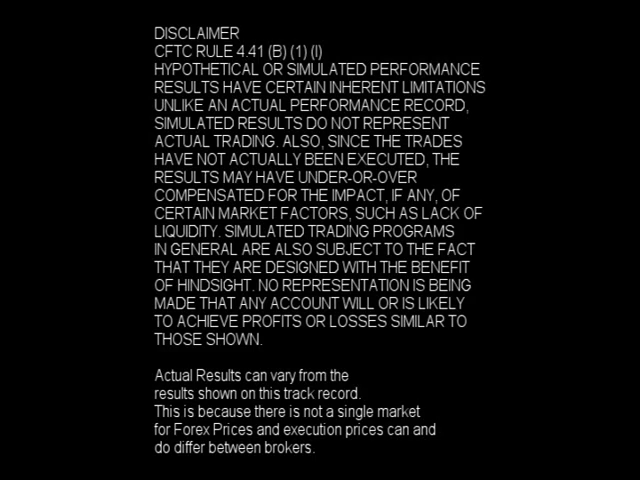 DISCLAIMER
CFTC RULE 4.41 (B) (1) (I)
HYPOTHETICAL OR SIMULATED PERFORMANCE
RESULTS HAVE CERTAIN INHERENT LIMITATIONS
UNLIKE AN ACTUAL PERFORMANCE RECORD,
SIMULATED RESULTS DO NOT REPRESENT
ACTUAL TRADING. ALSO, SINCE THE TRADES
HAVE NOT ACTUALLY BEEN EXECUTED, THE
RESULTS MAY HAVE UNDER-OR-OVER
COMPENSATED FOR THE IMPACT, IF ANY, OF
CERTAIN MARKET FACTORS, SUCH AS LACK OF
LIQUIDITY. SIMULATED TRADING PROGRAMS
IN GENERAL ARE ALSO SUBJECT TO THE FACT
THAT THEY ARE DESIGNED WITH THE BENEFIT
OF HINDSIGHT. NO REPRESENTATION IS BEING
MADE THAT ANY ACCOUNT WILL OR IS LIKELY
TO ACHIEVE PROFITS OR LOSSES SIMILAR TO
THOSE SHOWN.
Actual Results can vary from the
results shown on this track record.
This is because there is not a single market
for Forex Prices and execution prices can and
do differ between brokers.